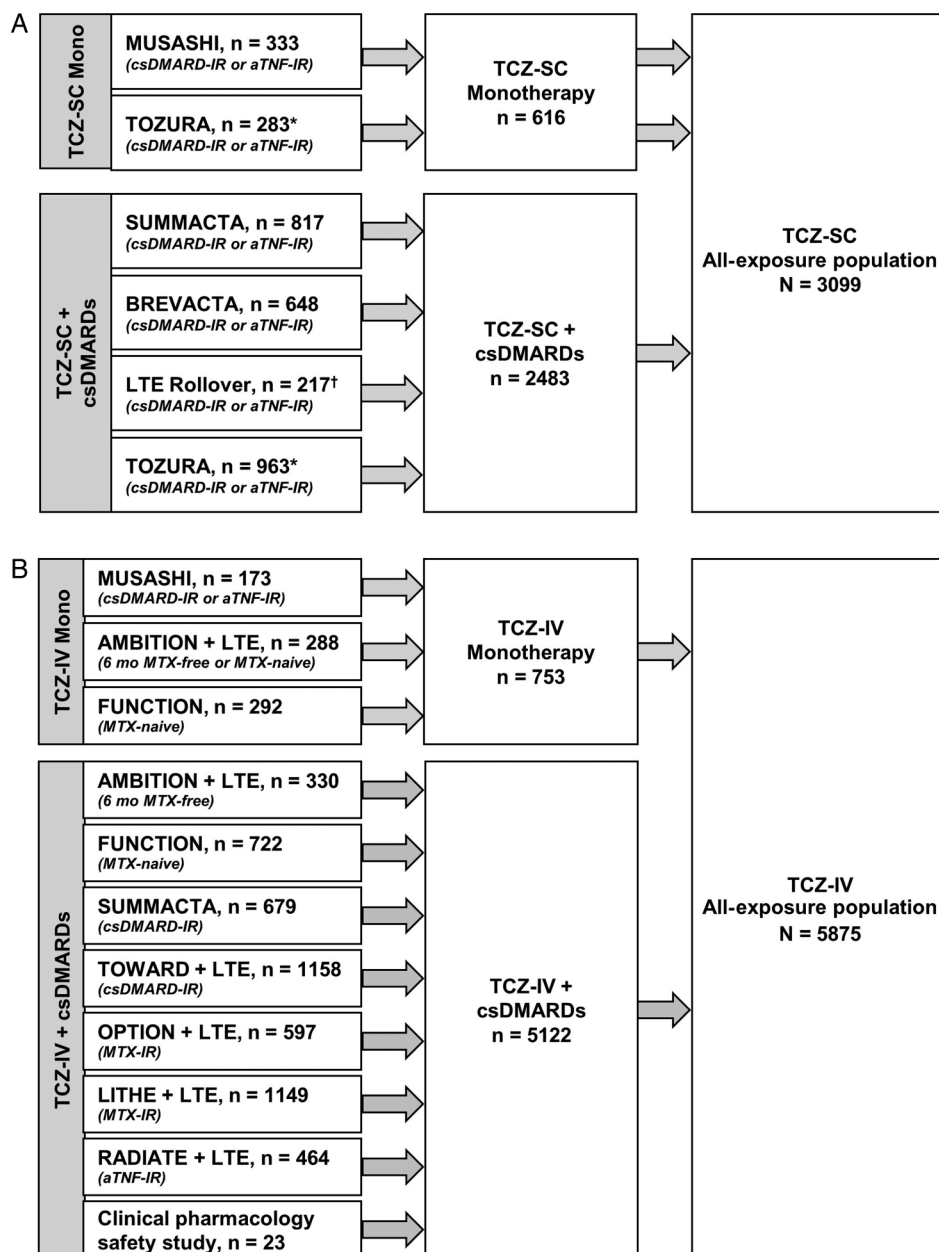 A
TCZ-SC Mono
MUSASHI, n = 333
(csDMARD-IR or aTNF-IR)
TOZURA, n = 283*
(csDMARD-IR or aTNF-IR)
TCZ-SC
Monotherapy
n = 616
TCZ-SC +
csDMARDs
SUMMACTA, n = 817
(csDMARD-IR or aTNF-IR)
BREVACTA, n = 648
(csDMARD-IR or aTNF-IR)
LTE Rollover, n = 217†
(csDMARD-IR or aTNF-IR)
TOZURA, n = 963*
(csDMARD-IR or aTNF-IR)
TCZ-SC +
csDMARDs
n = 2483
TCZ-SC
All-exposure population
N = 3099
B
TCZ-IV Mono
MUSASHI, n = 173
(csDMARD-IR or aTNF-IR)
AMBITION + LTE, n = 288
(6 mo MTX-free or MTX-naive)
FUNCTION, n = 292
(MTX-naive)
TCZ-IV
Monotherapy
n = 753
TCZ-IV + csDMARDs
AMBITION + LTE, n = 330
(6 mo MTX-free)
FUNCTION, n = 722
(MTX-naive)
SUMMACTA, n = 679
(csDMARD-IR)
TOWARD + LTE, n = 1158
(csDMARD-IR)
OPTION + LTE, n = 597
(MTX-IR)
LITHE + LTE, n = 1149
(MTX-IR)
RADIATE + LTE, n = 464
(aTNF-IR)
Clinical pharmacology
safety study, n = 23
TCZ-IV +
csDMARDs
n = 5122
TCZ-IV
All-exposure population
N = 5875